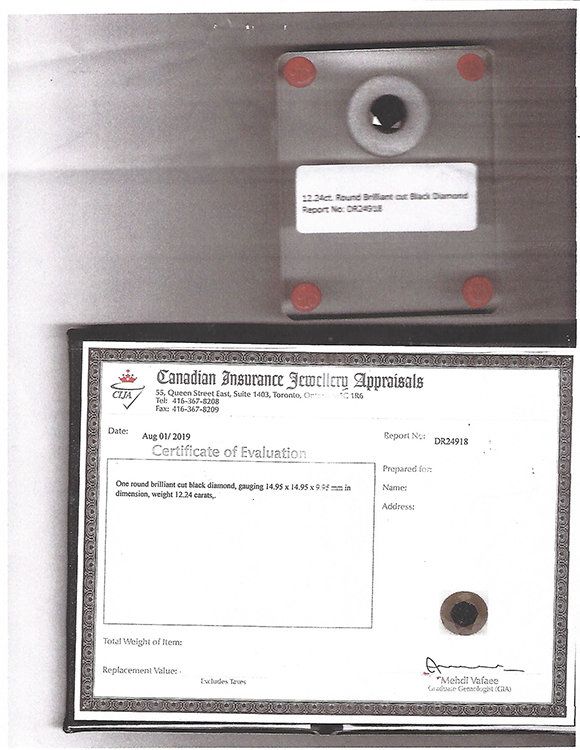 12.24ct. Round Brilliant cut Black Diamond
Report No: DR24918
CIJA
Canadian Insurance Jewellery Appraisals
55, Queen Street East, Suite 1403, Toronto, 1R6
Tel: 416-367-8208
Fax: 416-367-8209
Date: Aug 01/ 2019
Report No: DR24918
Certificate of Evaluation
Prepared for:
Name:
Address:
One round brilliant cut black diamond, gauging 14.95 x 14.95 x 9.95 mm in
dimension, weight 12.24 carats,.
Total Weight of Item:
Replacement Value:
Excludes Taxes
Mehdi Vafaee
Graduate Gemologist (GIA)